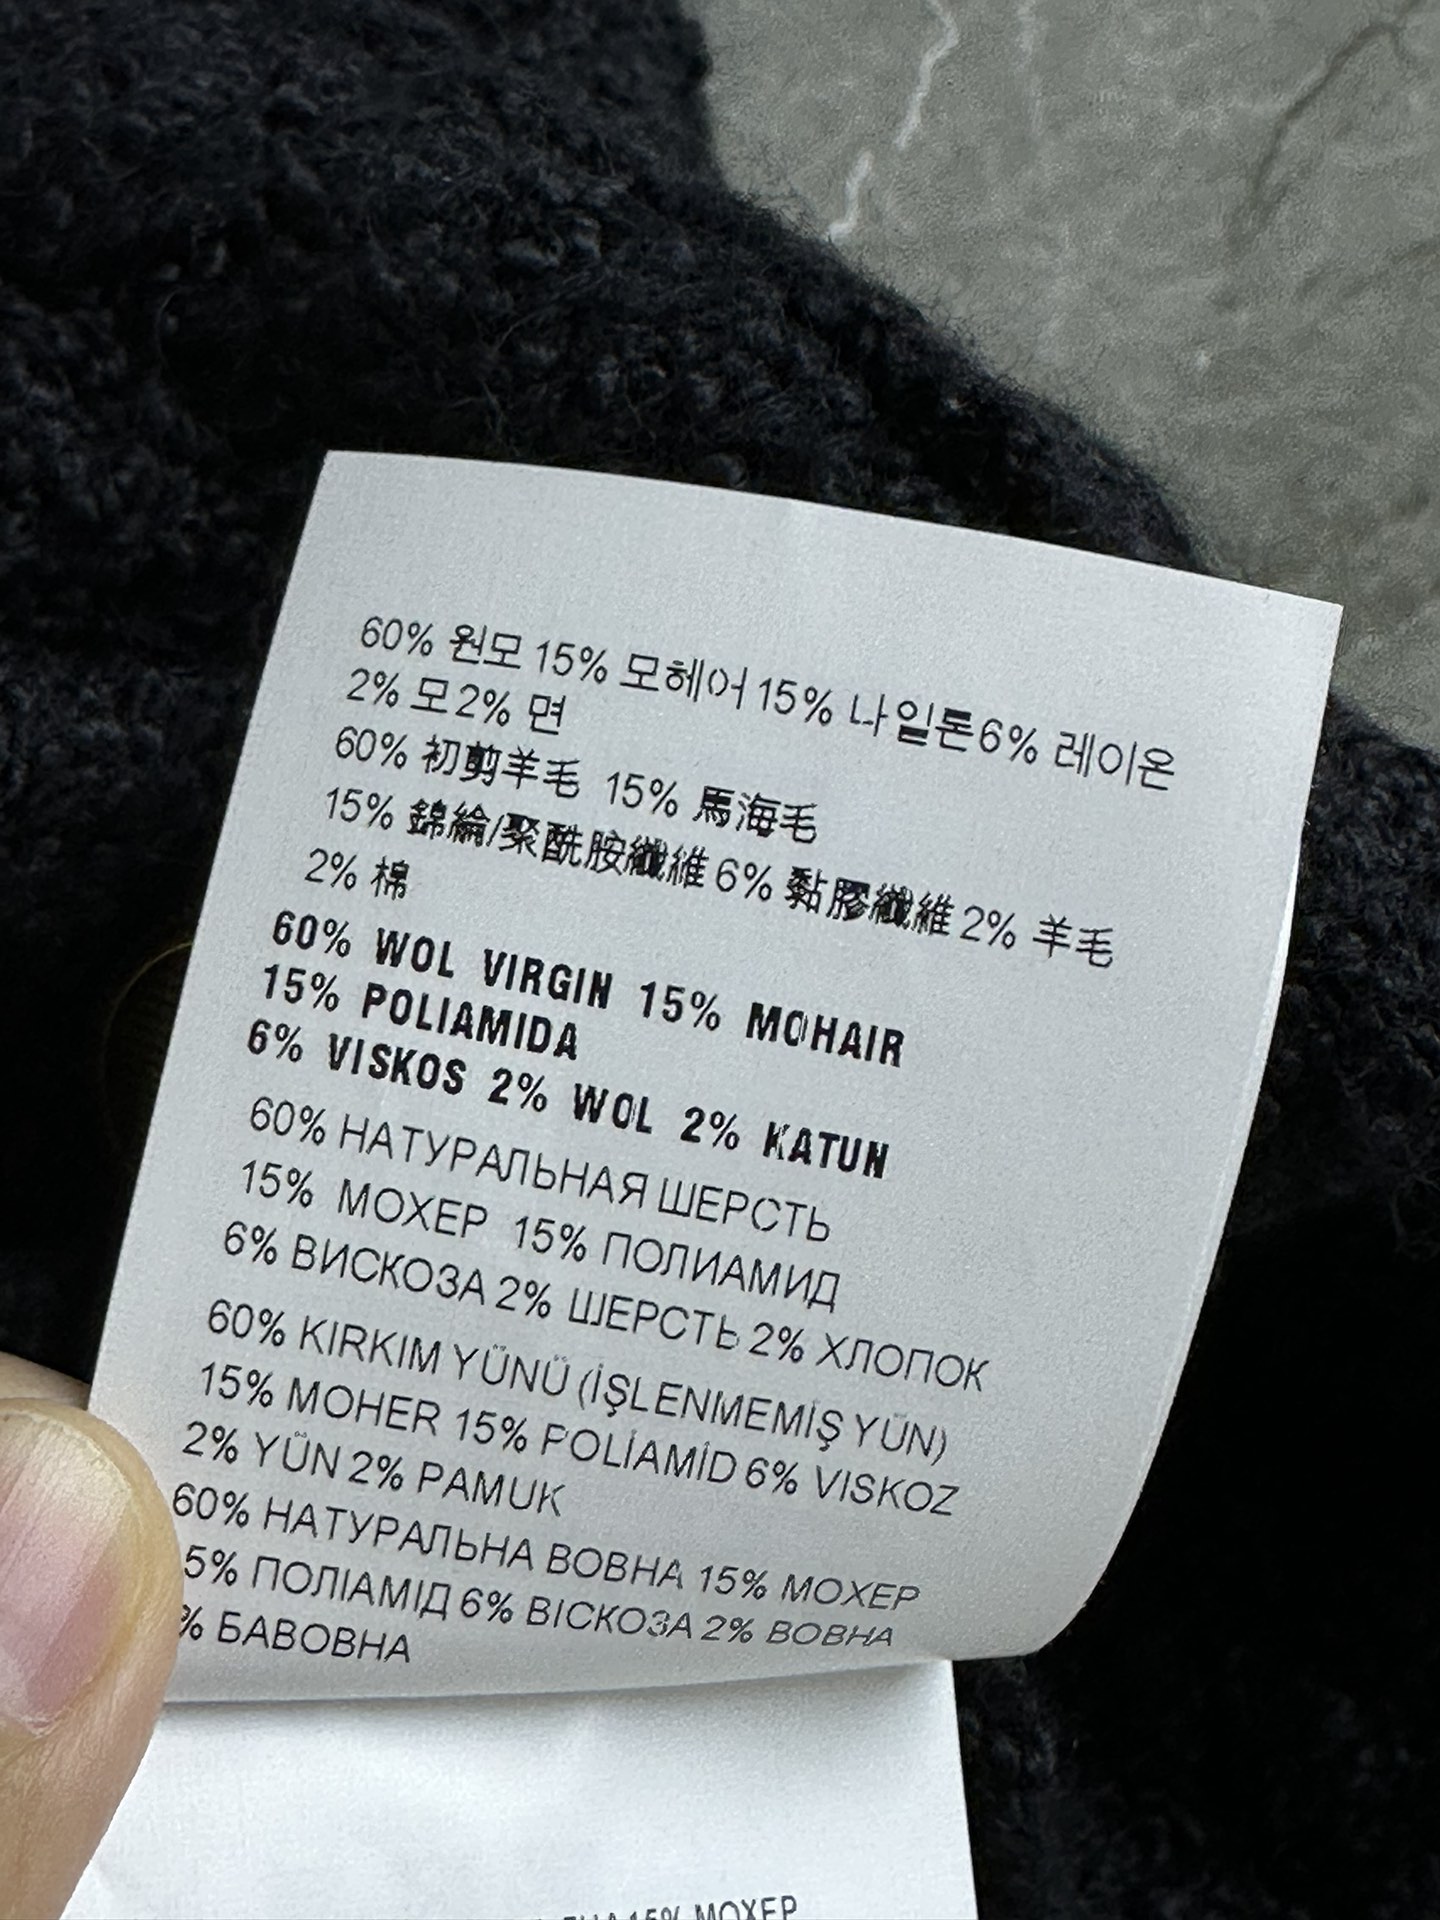 60% 원모 15% 모헤어 15% 나일론 6% 레이온
2% 모 2% 면
60% 初剪羊毛 15% 馬海毛
15% 錦綸/聚酰胺纖維 6% 黏膠纖維 2% 羊毛
2% 棉
60% WOL VIRGIN 15% MOHAIR
15% POLIAMIDA
6% VISKOS 2% WOL 2% KATUN
60% НАТУРАЛЬНАЯ ШЕРСТЬ
15% МОХЕР 15% ПОЛИАМИД
6% ВИСКОЗА 2% ШЕРСТЬ 2% ХЛОПОК
60% KIRKIM YÜNÜ (İŞLENMEMİŞ YÜN)
15% MOHER 15% POLİAMİD 6% VISKOZ
2% YÜN 2% PAMUK
60% НАТУРАЛЬНА ВОВНА 15% МОХЕР
5% ПОЛІАМІД 6% ВІСКОЗА 2% ВОВНА
% БАВОВНА
15% МОХЕР